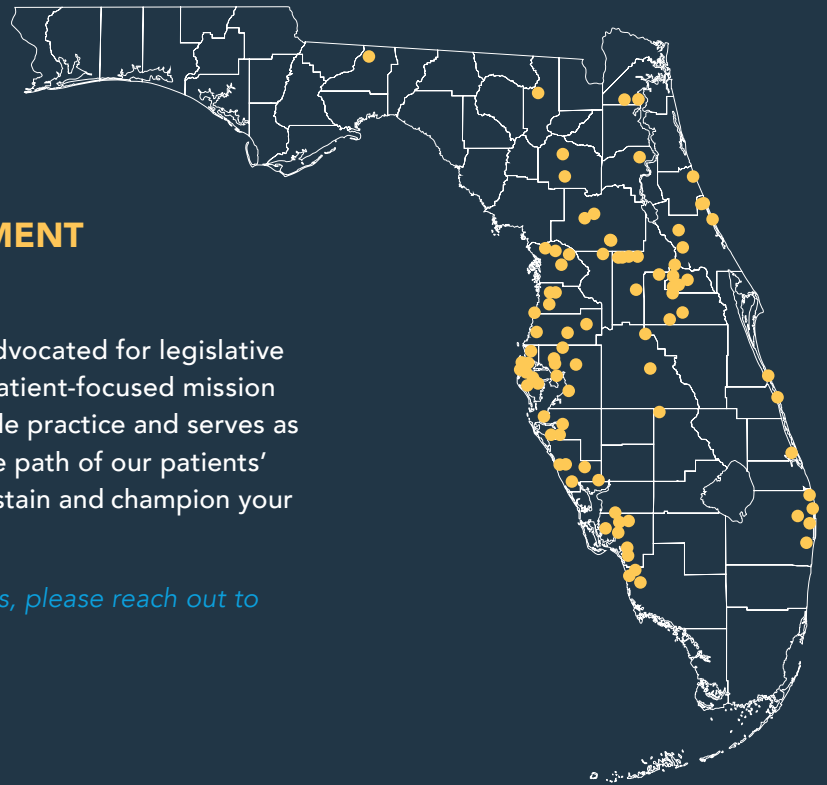 MENT
dvocated for legislative
atient-focused mission
le practice and serves as
e path of our patients’
stain and champion your
s, please reach out to